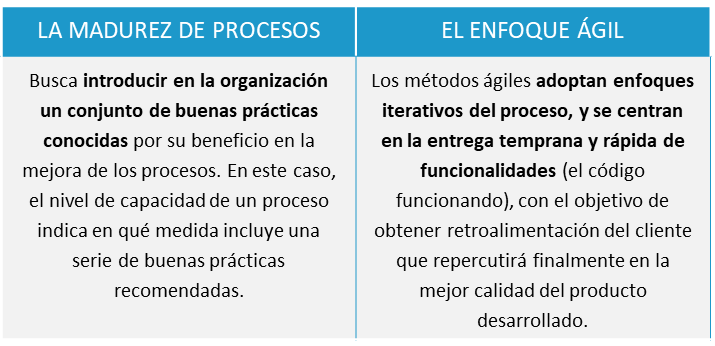 LA MADUREZ DE PROCESOS
Busca introducir en la organización
un conjunto de buenas prácticas
conocidas por su beneficio en la
mejora de los procesos. En este caso,
el nivel de capacidad de un proceso
indica en qué medida incluye una
serie de buenas prácticas
recomendadas.
EL ENFOQUE ÁGIL
Los métodos ágiles adoptan enfoques
iterativos del proceso, y se centran
en la entrega temprana y rápida de
funcionalidades (el código
funcionando), con el objetivo de
obtener retroalimentación del cliente
que repercutirá finalmente en la
mejor calidad del producto
desarrollado.